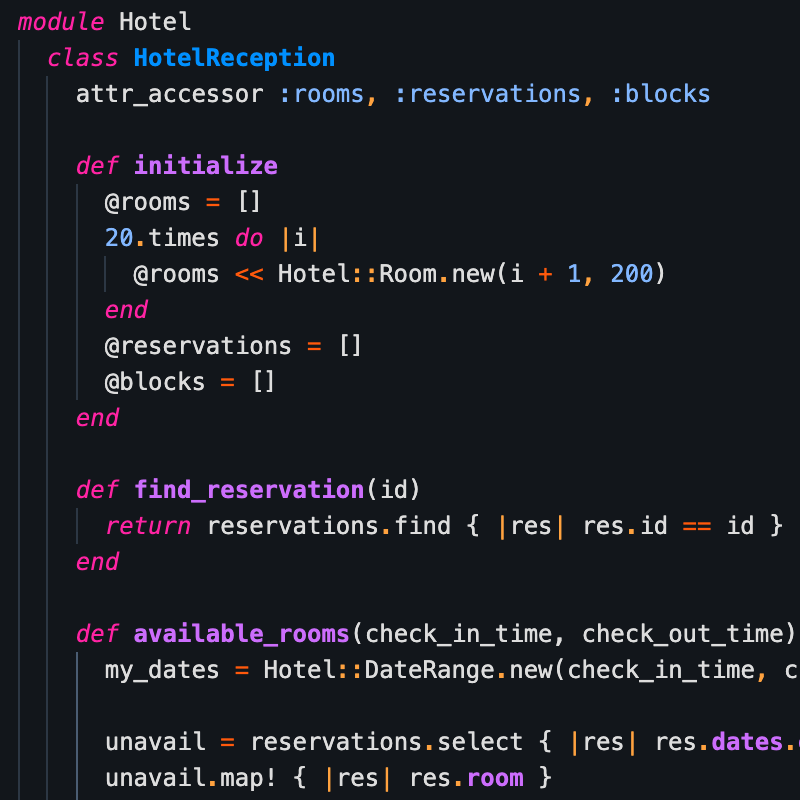 module Hotel
class HotelReception
attr_accessor :rooms, :reservations, :blocks
def initialize
@rooms = []
20.times do |i|
@rooms << Hotel::Room.new(i + 1, 200)
end
@reservations = []
@blocks = []
end
def find_reservation(id)
return reservations.find { |res| res.id == id }
end
def available_rooms(check_in_time, check_out_time)
my_dates = Hotel::DateRange.new(check_in_time,
unavail = reservations.select { |res| res.dates.
unavail.map! { |res| res.room }